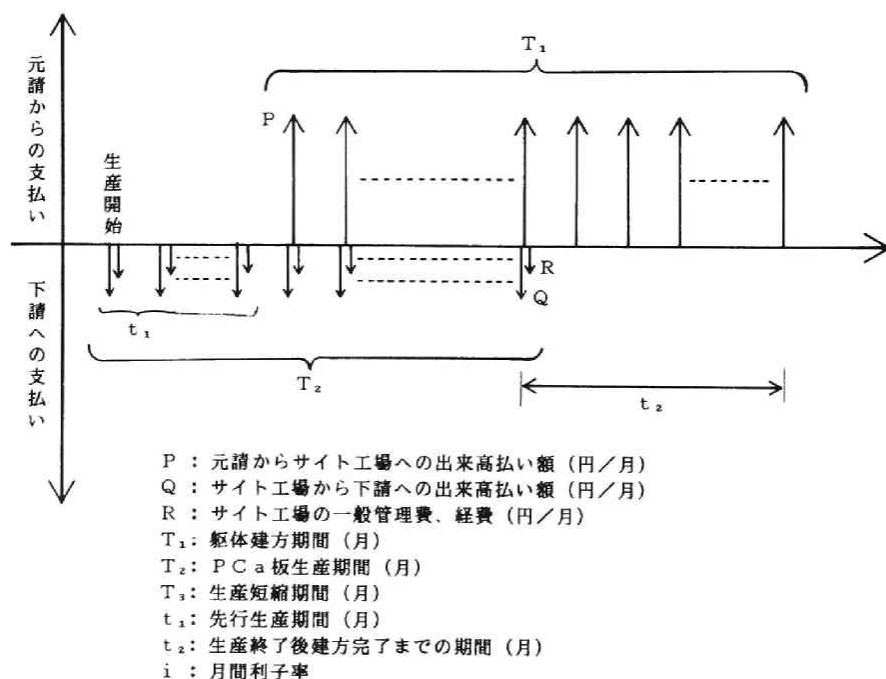 元請からの支払い
下請への支払い
生産開始
T₁
P
R
Q
t₁
T₂
t₂
P : 元請からサイト工場への出来高払い額 (円/月)
Q : サイト工場から下請への出来高払い額 (円/月)
R : サイト工場の一般管理費、経費 (円/月)
T₁: 躯体建方期間 (月)
T₂: PCa板生産期間 (月)
T₃: 生産短縮期間 (月)
t₁: 先行生産期間 (月)
t₂: 生産終了後建方完了までの期間 (月)
i : 月間利子率